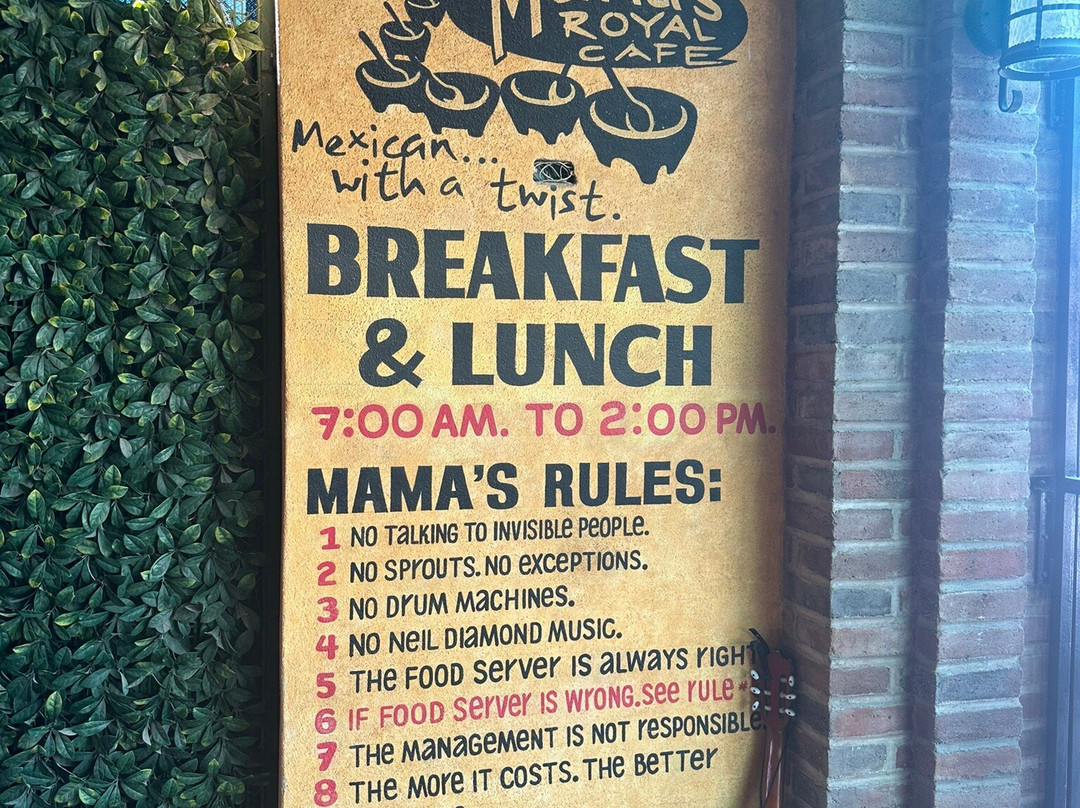 ROYAL
CAFE
Mexican...
with a twist.
BREAKFAST
& LUNCH
7:00 AM. TO 2:00 PM.
MAMA'S RULES:
1 NO TALKING TO INVISIBLE PEOPLE.
2 NO SPROUTS. NO EXCEPTIONS.
3 NO DRUM MACHINES.
4 NO NEIL DIAMOND MUSIC.
5 THE FOOD SERVER IS ALWAYS RIGHT
6 IF FOOD SERVER IS WRONG. SEE RULE #
7 THE MANAGEMENT IS NOT RESPONSIBLE.
8 THE MORE IT COSTS. THE BETTER